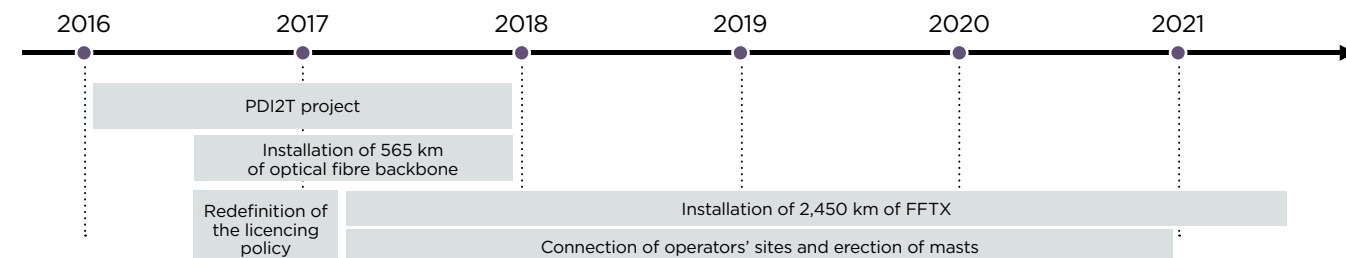 2016 2017 2018 2019 2020 2021
PDI2T project
Installation of 565 km
of optical fibre backbone
Redefinition of
the licencing
policy
Installation of 2,450 km of FFTX
Connection of operators’ sites and erection of masts